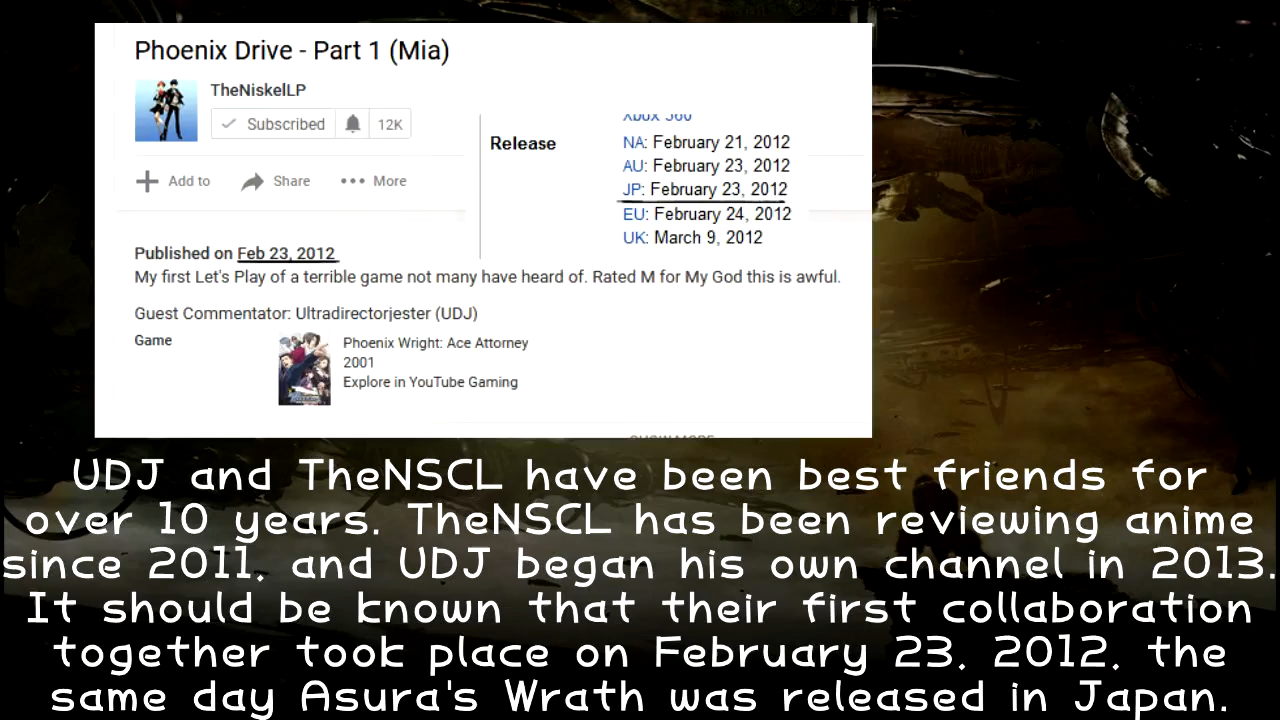 Phoenix Drive - Part 1 (Mia)
TheNiskelLP
Subscribed 12K
Add to Share More
Published on Feb 23, 2012
My first Let's Play of a terrible game not many have heard of. Rated M for My God this is awful.
Guest Commentator: Ultradirectorjester (UDJ)
Game
Phoenix Wright: Ace Attorney
2001
Explore in YouTube Gaming
SHOW MORE
Xbox 360
Release
NA: February 21, 2012
AU: February 23, 2012
JP: February 23, 2012
EU: February 24, 2012
UK: March 9, 2012
UDJ and TheNSCL have been best friends for
over 10 years. TheNSCL has been reviewing anime
since 2011, and UDJ began his own channel in 2013.
It should be known that their first collaboration
together took place on February 23, 2012, the
same day Asura's Wrath was released in Japan.